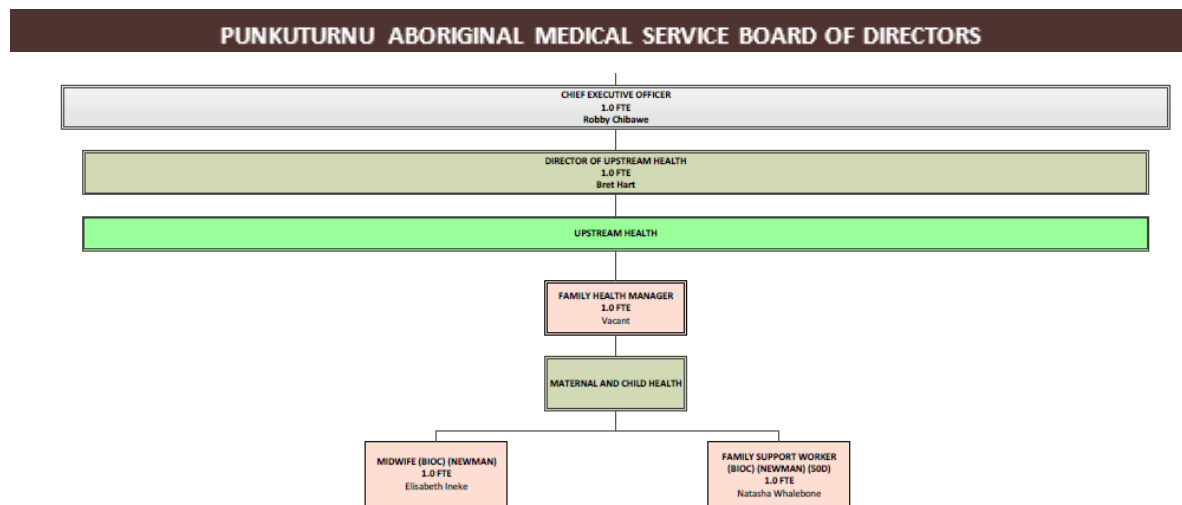 PUNKUTURNU ABORIGINAL MEDICAL SERVICE BOARD OF DIRECTORS
CHIEF EXECUTIVE OFFICER
1.0 FTE
Robby Chibawe
DIRECTOR OF UPSTREAM HEALTH
1.0 FTE
Bret Hart
UPSTREAM HEALTH
FAMILY HEALTH MANAGER
1.0 FTE
Vacant
MATERNAL AND CHILD HEALTH
MIDWIFE (BIOC) (NEWMAN)
1.0 FTE
Elisabeth Ineke
FAMILY SUPPORT WORKER
(BIOC) (NEWMAN) (50D)
1.0 FTE
Natasha Whalebone